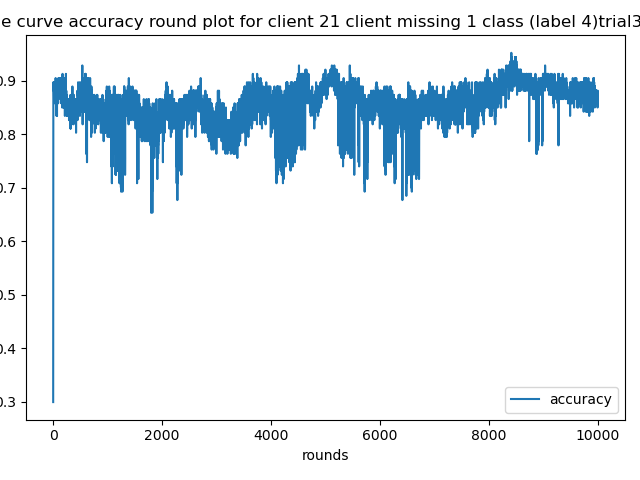 e curve accuracy round plot for client 21 client missing 1 class (label 4)trial3
0.9
0.8
0.7
0.6
0.5
0.4
0.3
accuracy
0 2000 4000 6000 8000 10000
rounds